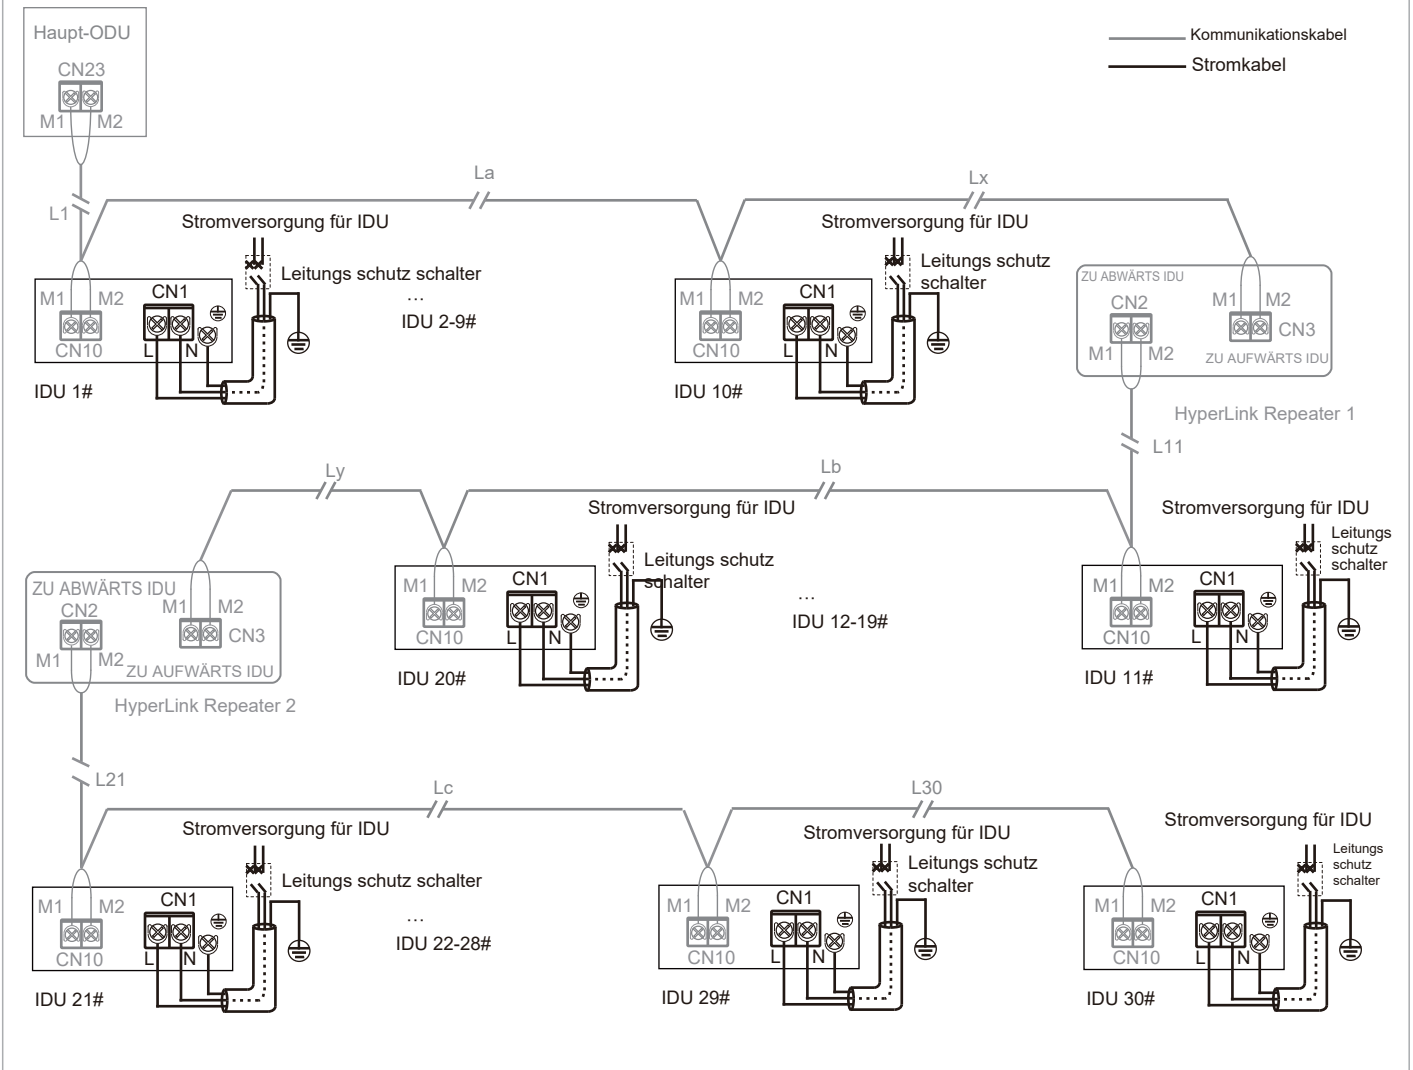 Haupt-ODU
CN23
M1 M2
Kommunikationskabel
Stromkabel
L1
La
Lx
Stromversorgung für IDU
Leitungs schutz schalter
M1 M2
CN1
CN10
L N
IDU 1#
...
IDU 2-9#
Stromversorgung für IDU
Leitungs schutz
schalter
M1 M2
CN1
CN10
L N
IDU 10#
ZU ABWÄRTS IDU
CN2
M1 M2
M1 M2
CN3
ZU AUFWÄRTS IDU
HyperLink Repeater 1
L11
Ly
Lb
ZU ABWÄRTS IDU
CN2
M1 M2
M1 M2
CN3
ZU AUFWÄRTS IDU
HyperLink Repeater 2
Stromversorgung für IDU
Leitungs schutz
schalter
M1 M2
CN1
CN10
L N
IDU 20#
...
IDU 12-19#
Stromversorgung für IDU
Leitungs
schutz
schalter
M1 M2
CN1
CN10
L N
IDU 11#
L21
Lc
L30
Stromversorgung für IDU
Leitungs schutz schalter
M1 M2
CN1
CN10
L N
IDU 21#
...
IDU 22-28#
Stromversorgung für IDU
Leitungs schutz
schalter
M1 M2
CN1
CN10
L N
IDU 29#
Stromversorgung für IDU
Leitungs
schutz
schalter
M1 M2
CN1
CN10
L N
IDU 30#